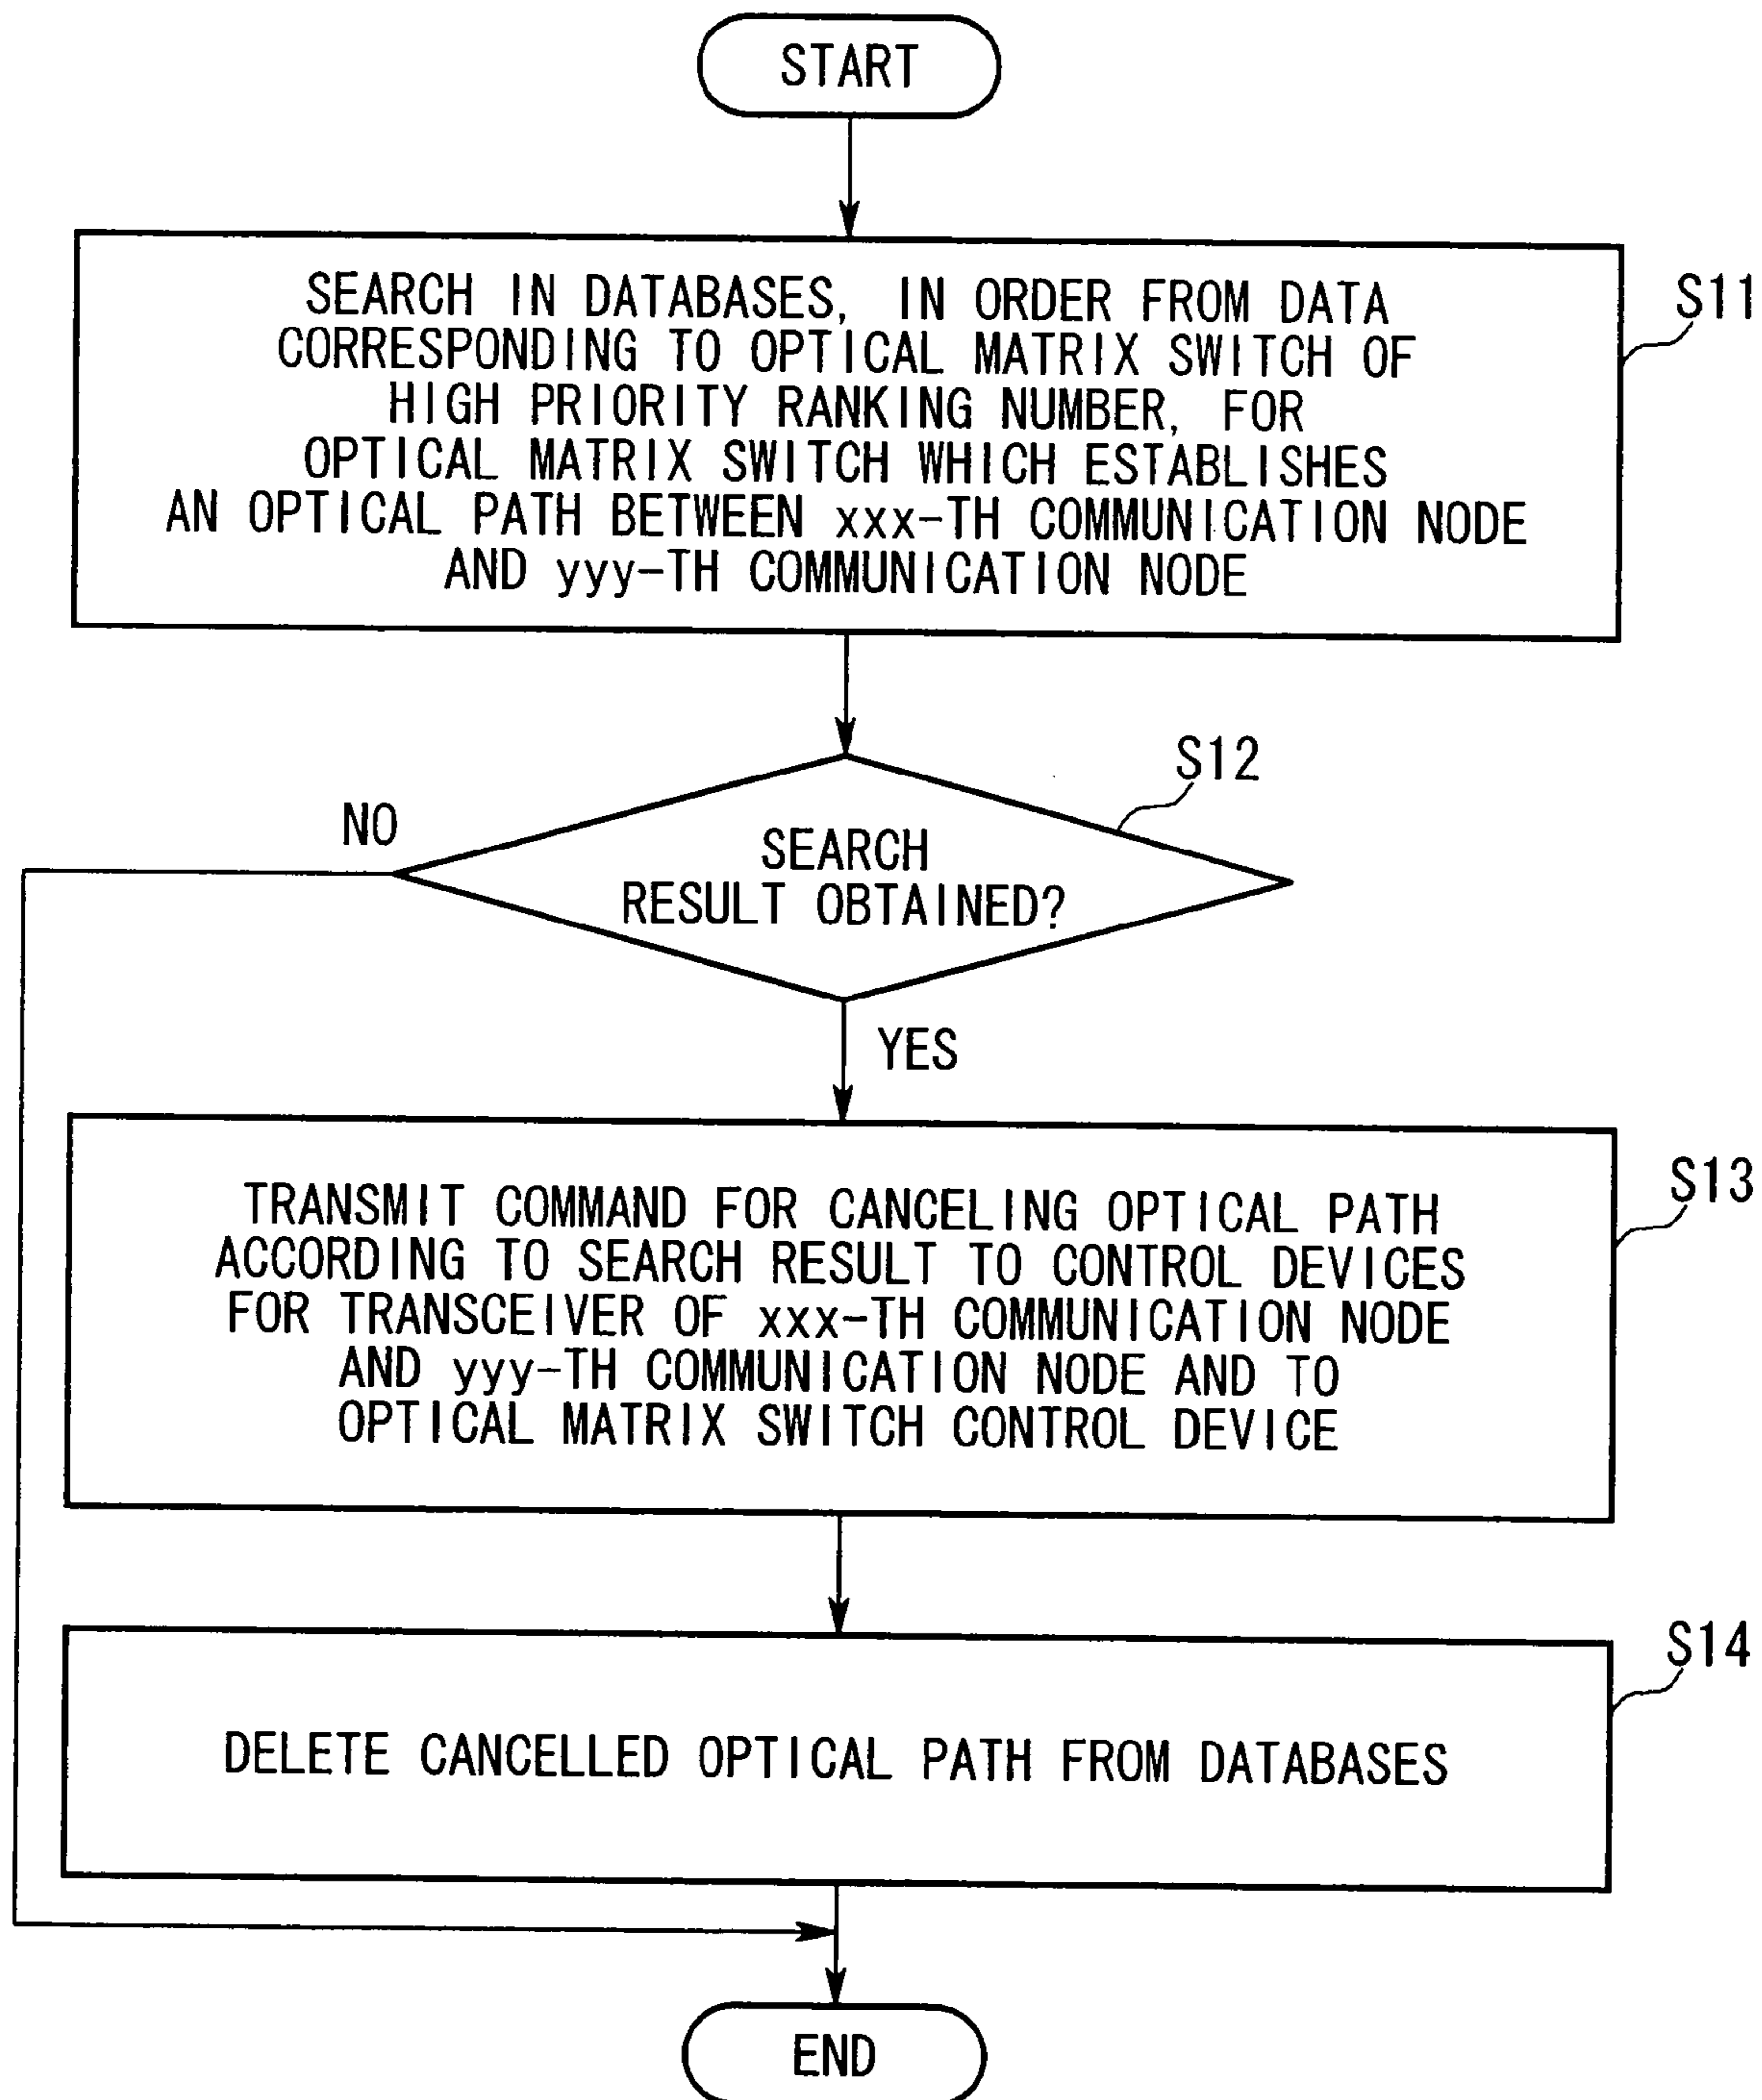 START
SEARCH IN DATABASES, IN ORDER FROM DATA
CORRESPONDING TO OPTICAL MATRIX SWITCH OF
HIGH PRIORITY RANKING NUMBER, FOR
OPTICAL MATRIX SWITCH WHICH ESTABLISHES
AN OPTICAL PATH BETWEEN xxx-TH COMMUNICATION NODE
AND yyy-TH COMMUNICATION NODE
S11
S12
NO
SEARCH
RESULT OBTAINED?
YES
TRANSMIT COMMAND FOR CANCELING OPTICAL PATH
ACCORDING TO SEARCH RESULT TO CONTROL DEVICES
FOR TRANSCEIVER OF xxx-TH COMMUNICATION NODE
AND yyy-TH COMMUNICATION NODE AND TO
OPTICAL MATRIX SWITCH CONTROL DEVICE
S13
S14
DELETE CANCELLED OPTICAL PATH FROM DATABASES
END